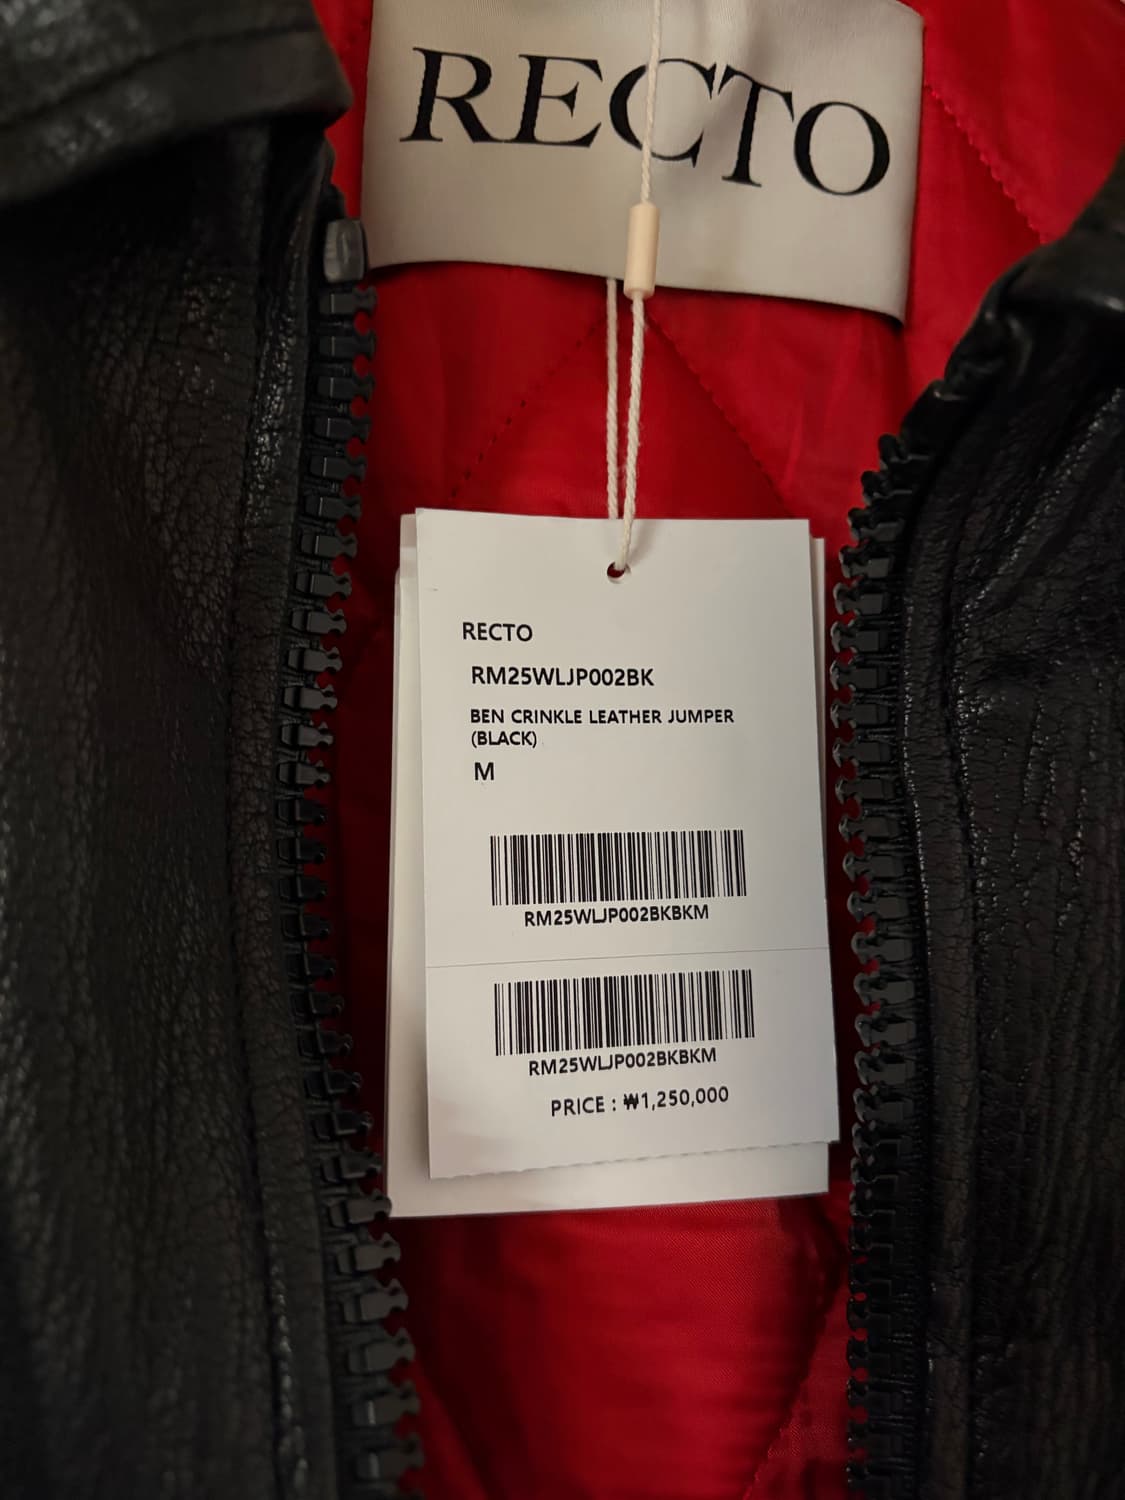 RECTO
RECTO
RM25WLJP002BK
BEN CRINKLE LEATHER JUMPER
(BLACK)
M
RM25WLJP002BKBKM
RM25WLJP002BKBKM
PRICE : ₩1,250,000